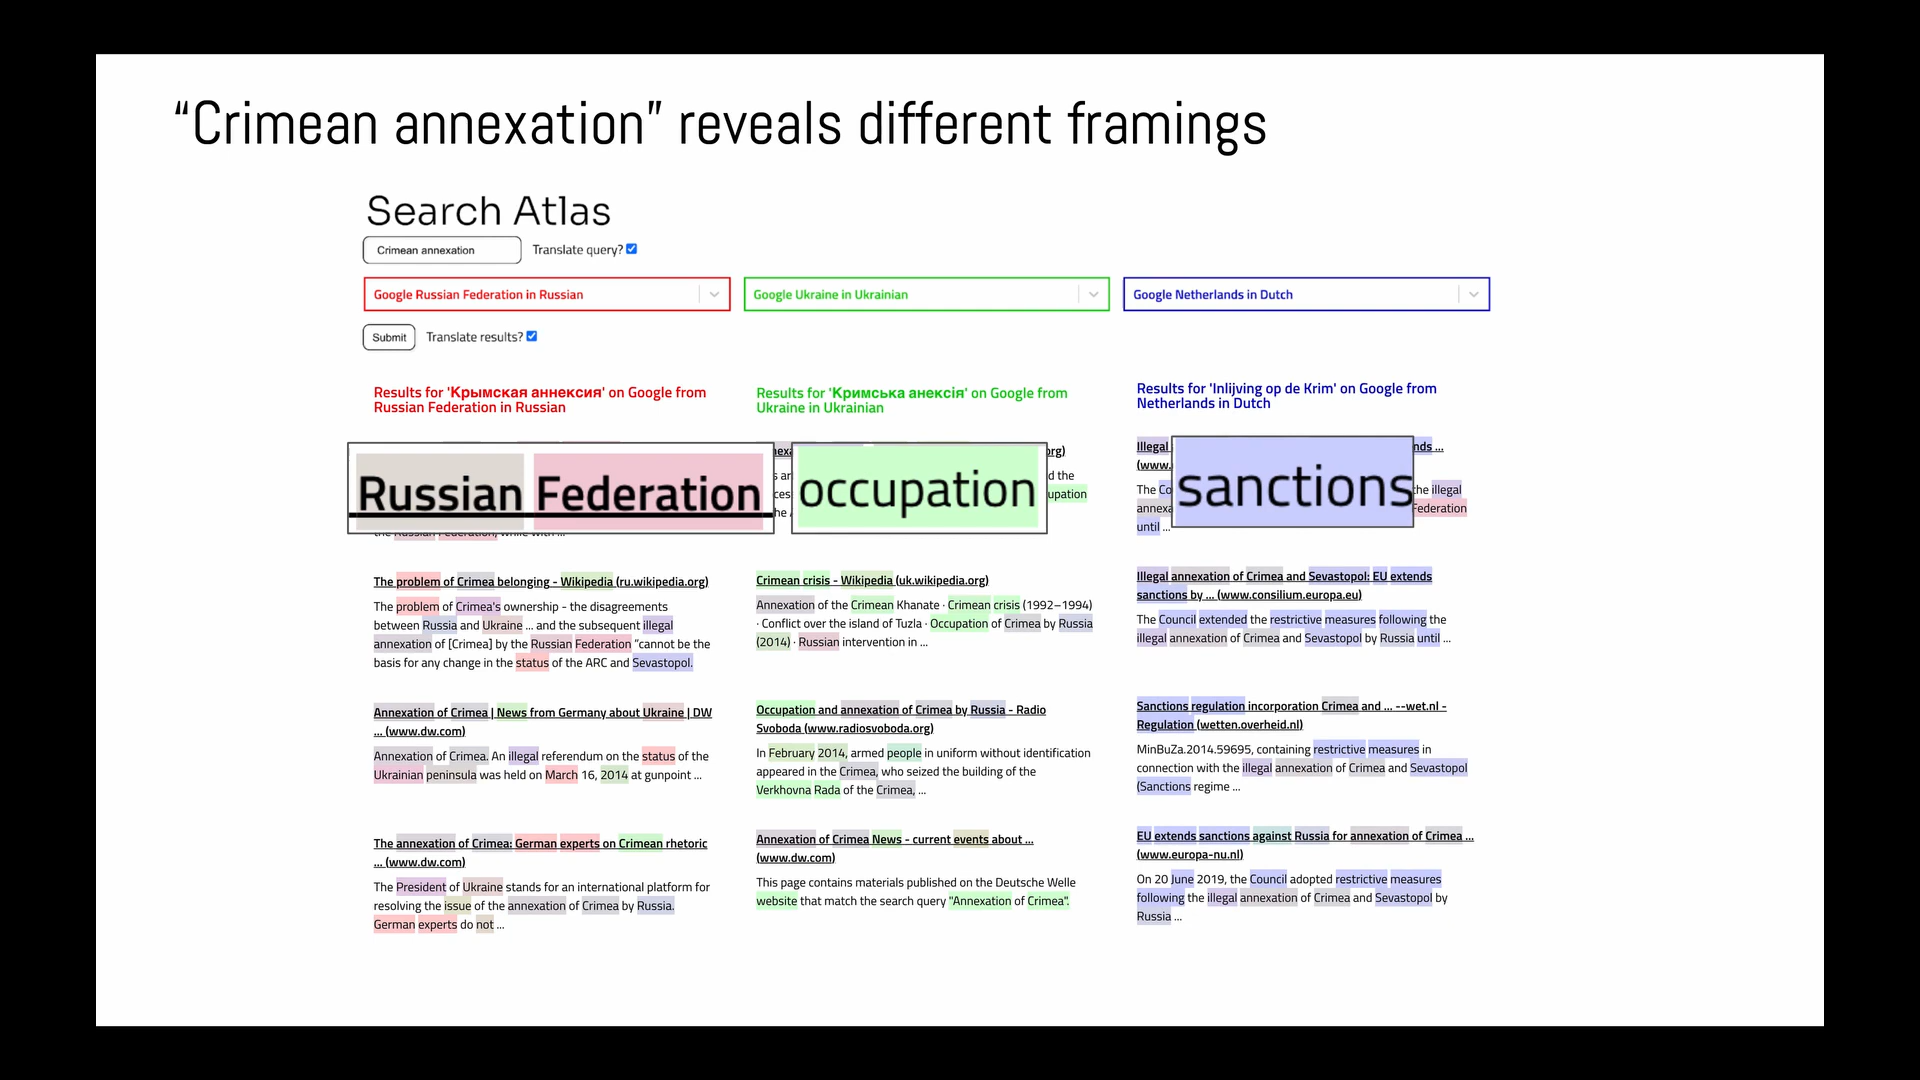 “Crimean annexation” reveals different framings
Search Atlas
Crimean annexation
Translate query?
Google Russian Federation in Russian
Google Ukraine in Ukrainian
Google Netherlands in Dutch
Submit
Translate results?
Results for 'Крымская аннексия' on Google from
Russian Federation in Russian
Russian Federation
The problem of Crimea belonging - Wikipedia (ru.wikipedia.org)
The problem of Crimea's ownership - the disagreements
between Russia and Ukraine ... and the subsequent illegal
annexation of [Crimea] by the Russian Federation "cannot be the
basis for any change in the status of the ARC and Sevastopol.
Annexation of Crimea | News from Germany about Ukraine | DW
... (www.dw.com)
Annexation of Crimea. An illegal referendum on the status of the
Ukrainian peninsula was held on March 16, 2014 at gunpoint ...
The annexation of Crimea: German experts on Crimean rhetoric
... (www.dw.com)
The President of Ukraine stands for an international platform for
resolving the issue of the annexation of Crimea by Russia.
German experts do not ...
Results for 'Кримська анексія' on Google from
Ukraine in Ukrainian
occupation
Crimean crisis - Wikipedia (uk.wikipedia.org)
Annexation of the Crimean Khanate · Crimean crisis (1992–1994)
· Conflict over the island of Tuzla · Occupation of Crimea by Russia
(2014) · Russian intervention in ...
Occupation and annexation of Crimea by Russia - Radio
Svoboda (www.radiosvoboda.org)
In February 2014, armed people in uniform without identification
appeared in the Crimea, who seized the building of the
Verkhovna Rada of the Crimea, ...
Annexation of Crimea News - current events about ...
(www.dw.com)
This page contains materials published on the Deutsche Welle
website that match the search query "Annexation of Crimea".
Results for 'Inlijving op de Krim' on Google from
Netherlands in Dutch
Illegal
sanctions
The
the illegal
Federation
until ...
Illegal annexation of Crimea and Sevastopol: EU extends
sanctions by ... (www.consilium.europa.eu)
The Council extended the restrictive measures following the
illegal annexation of Crimea and Sevastopol by Russia until ...
Sanctions regulation incorporation Crimea and ... --wet.nl -
Regulation (wetten.overheid.nl)
MinBuZa.2014.59695, containing restrictive measures in
connection with the illegal annexation of Crimea and Sevastopol
(Sanctions regime ...
EU extends sanctions against Russia for annexation of Crimea ...
(www.europa-nu.nl)
On 20 June 2019, the Council adopted restrictive measures
following the illegal annexation of Crimea and Sevastopol by
Russia ...